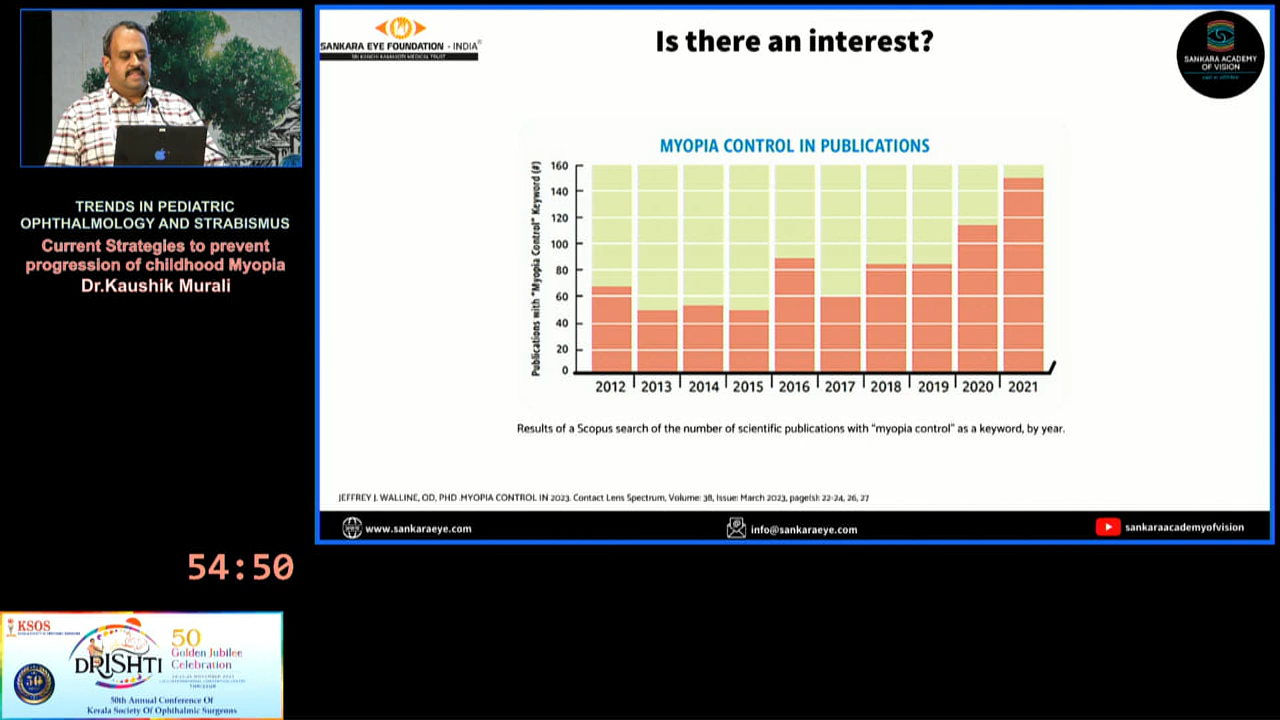 SANKARA EYE FOUNDATION - INDIA®
SRI KANCHI KAMAKOTI MEDICAL TRUST
Is there an interest?
SANKARA ACADEMY
OF VISION
TRENDS IN PEDIATRIC
OPHTHALMOLOGY AND STRABISMUS
Current Strategies to prevent
progression of childhood Myopia
Dr.Kaushik Murali
MYOPIA CONTROL IN PUBLICATIONS
Publications with "Myopia Control" Keyword (#)
160
140
120
100
80
60
40
20
0
2012 2013 2014 2015 2016 2017 2018 2019 2020 2021
Results of a Scopus search of the number of scientific publications with "myopia control" as a keyword, by year.
JEFFREY J. WALLINE, OD, PHD .MYOPIA CONTROL IN 2023. Contact Lens Spectrum, Volume: 38, Issue: March 2023, page(s): 22-24, 26, 27
www.sankaraeye.com
info@sankaraeye.com
sankaraacademyofvision
54:50
KSOS
DRISHTI
50
Golden Jubilee
Celebration
THRISSUR
50th Annual Conference Of
Kerala Society Of Ophthalmic Surgeons